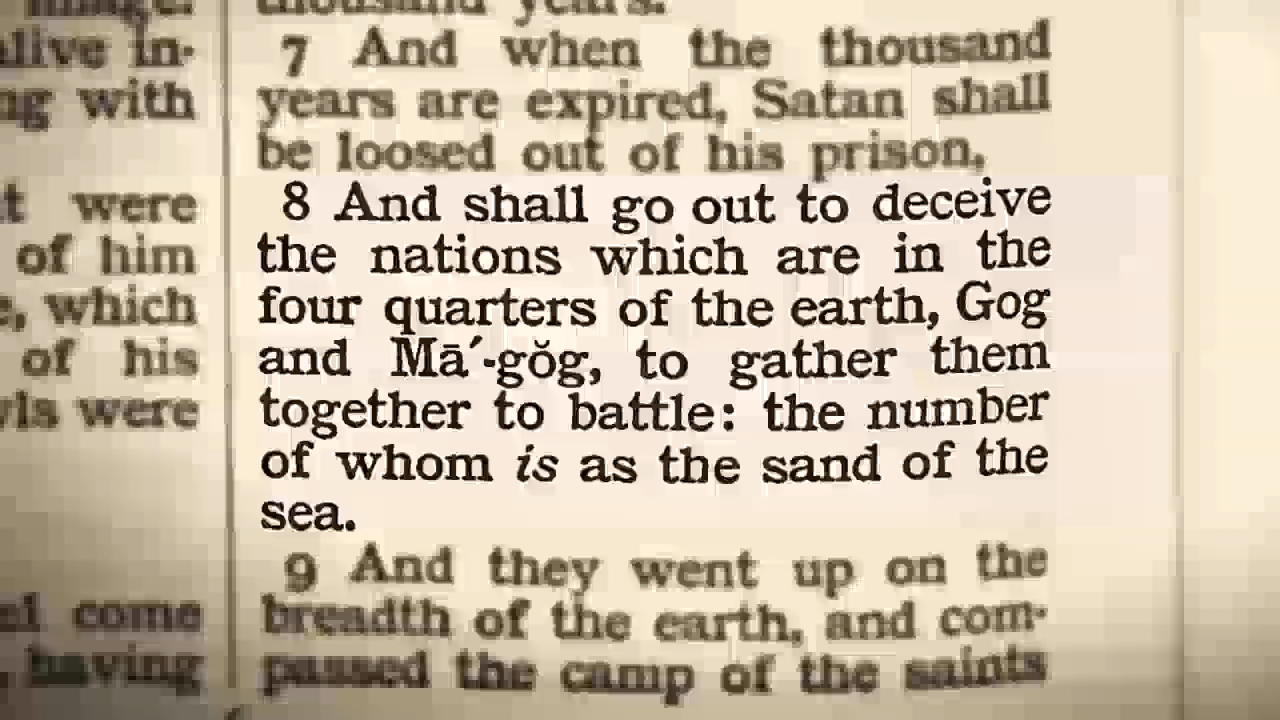 alive in-
ng with
t were
of him
e, which
of his
wls were
el come
having
thousand years.
7 And when the thousand
years are expired, Satan shall
be loosed out of his prison,
8 And shall go out to deceive
the nations which are in the
four quarters of the earth, Gog
and Mā´-gŏg, to gather them
together to battle: the number
of whom is as the sand of the
sea.
9 And they went up on the
breadth of the earth, and com-
passed the camp of the saints